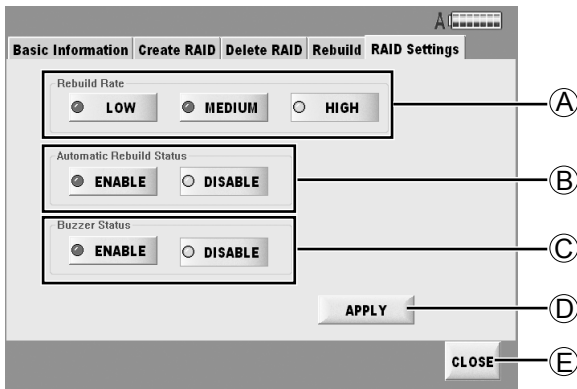 A
Basic Information Create RAID Delete RAID Rebuild RAID Settings
Rebuild Rate
LOW MEDIUM HIGH
A
Automatic Rebuild Status
ENABLE DISABLE
B
Buzzer Status
ENABLE DISABLE
C
APPLY
D
CLOSE
E